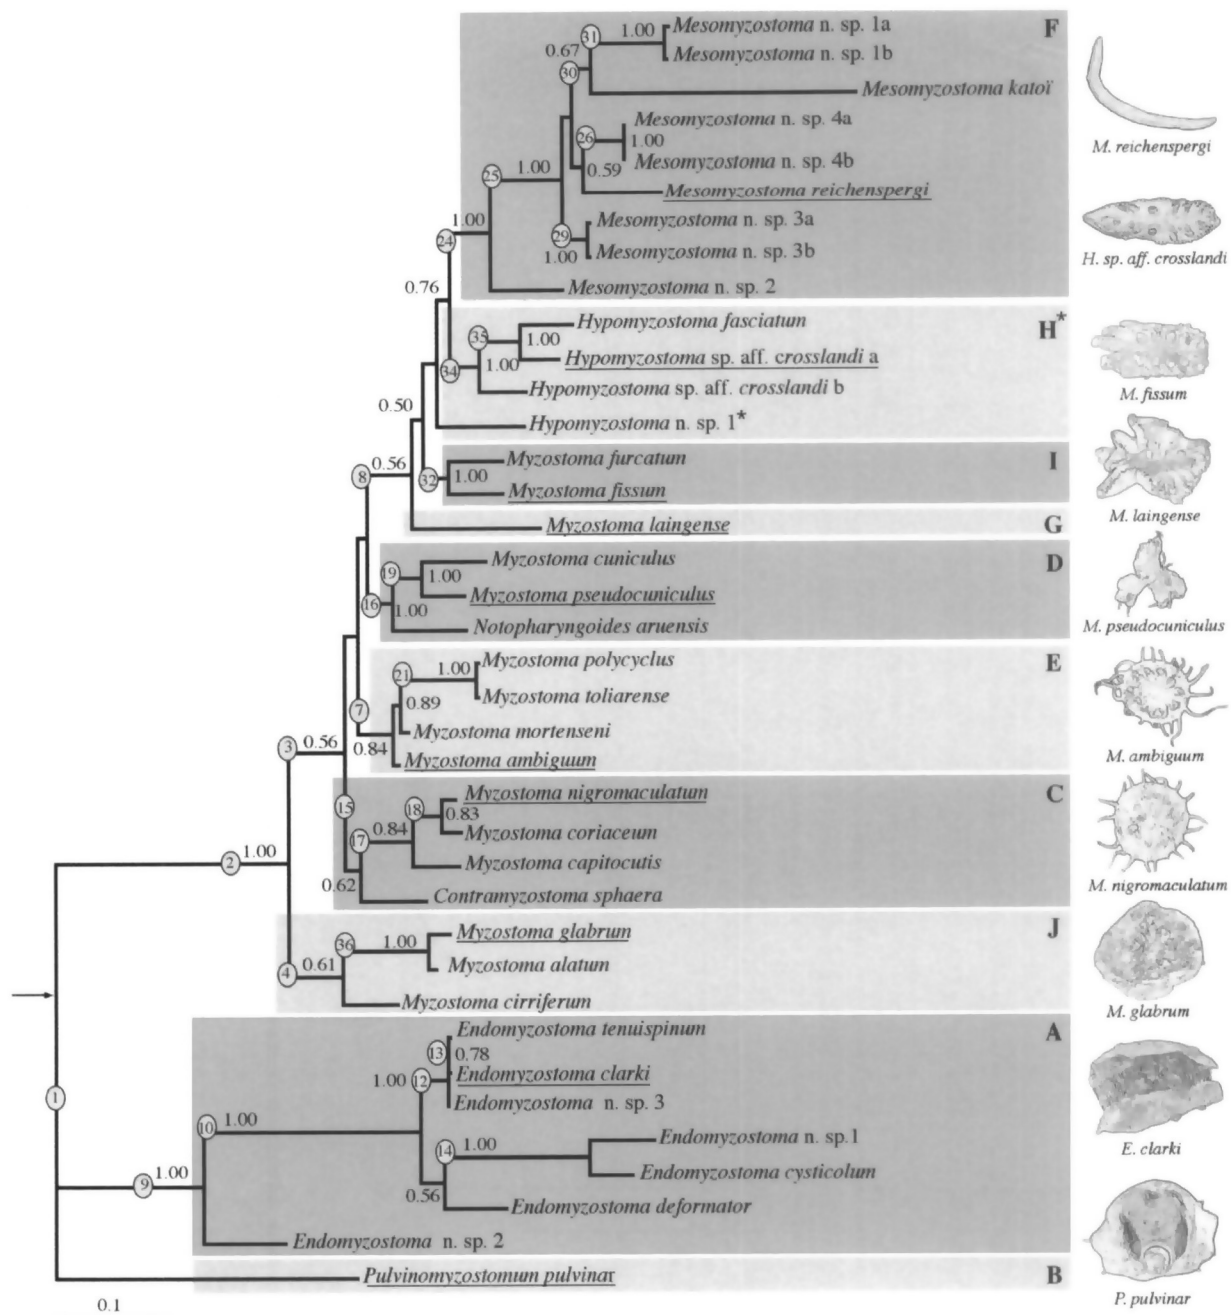 Mesomyzostoma n. sp. 1a
F
31
1.00
0.67
Mesomyzostoma n. sp. 1b
30
Mesomyzostoma katoï
Mesomyzostoma n. sp. 4a
26
1.00
M. reichenspergi
1.00
Mesomyzostoma n. sp. 4b
0.59
25
Mesomyzostoma reichenspergi
1.00
Mesomyzostoma n. sp. 3a
24
29
1.00
Mesomyzostoma n. sp. 3b
H. sp. aff. crosslandi
Mesomyzostoma n. sp. 2
0.76
Hypomyzostoma fasciatum
H*
35
1.00
1.00
Hypomyzostoma sp. aff. crosslandi a
34
Hypomyzostoma sp. aff. crosslandi b
M. fissum
0.50
Hypomyzostoma n. sp. 1*
Myzostoma furcatum
I
8
0.56
32
1.00
Myzostoma fissum
M. laingense
Myzostoma laingense
G
Myzostoma cuniculus
D
19
1.00
16
1.00
Myzostoma pseudocuniculus
Notopharyngoides aruensis
M. pseudocuniculus
1.00
Myzostoma polycyclus
E
21
0.89
Myzostoma toliarense
7
0.84
Myzostoma mortenseni
3
0.56
Myzostoma ambiguum
M. ambiguum
Myzostoma nigromaculatum
C
15
18
0.83
17
0.84
Myzostoma coriaceum
2
1.00
Myzostoma capitocutis
0.62
Contramyzostoma sphaera
M. nigromaculatum
Myzostoma glabrum
J
36
1.00
4
0.61
Myzostoma alatum
Myzostoma cirriferum
M. glabrum
Endomyzostoma tenuispinum
A
13
0.78
1.00
12
Endomyzostoma clarki
Endomyzostoma n. sp. 3
1
10
1.00
14
1.00
Endomyzostoma n. sp.1
E. clarki
9
1.00
Endomyzostoma cysticolum
0.56
Endomyzostoma deformator
Endomyzostoma n. sp. 2
Pulvinomyzostomum pulvinar
B
0.1
P. pulvinar